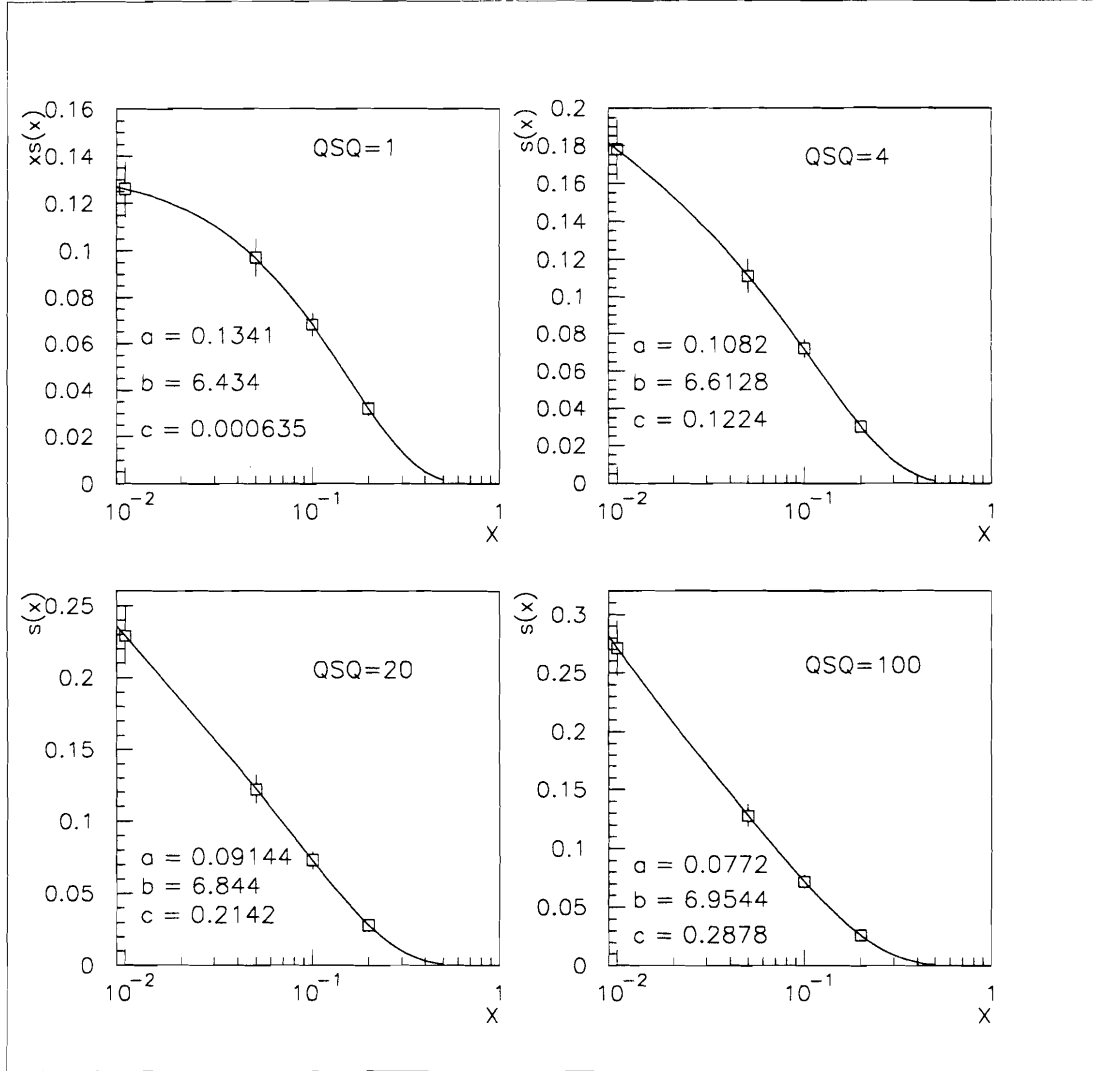 xs(x)
0.16
0.14
0.12
0.1
0.08
0.06
0.04
0.02
0
QSQ=1
a = 0.1341
b = 6.434
c = 0.000635
10⁻²
10⁻¹
1
X
s(x)
0.2
0.18
0.16
0.14
0.12
0.1
0.08
0.06
0.04
0.02
0
QSQ=4
a = 0.1082
b = 6.6128
c = 0.1224
10⁻²
10⁻¹
1
X
s(x)
0.25
0.2
0.15
0.1
0.05
0
QSQ=20
a = 0.09144
b = 6.844
c = 0.2142
10⁻²
10⁻¹
1
X
s(x)
0.3
0.25
0.2
0.15
0.1
0.05
0
QSQ=100
a = 0.0772
b = 6.9544
c = 0.2878
10⁻²
10⁻¹
1
X